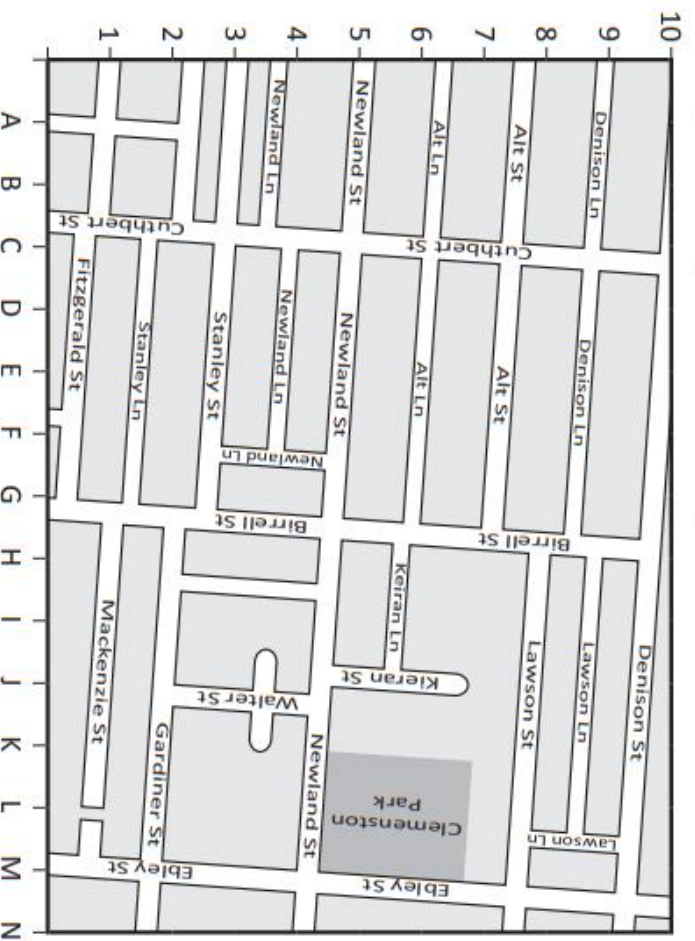 1
2
3
4
5
6
7
8
9
10
A
B
C
D
E
F
G
H
I
J
K
L
M
N
Newland Ln
Newland St
Alt Ln
Alt St
Denison Ln
Cuthbert St
Cuthbert St
Fitzgerald St
Stanley Ln
Stanley St
Newland Ln
Newland St
Alt Ln
Alt St
Denison Ln
Newland Ln
Birrell St
Birrell St
Mackenzie St
Gardiner St
Walter St
Newland St
Keiran Ln
Kieran St
Lawson St
Lawson Ln
Denison St
Clemenston
Park
Lawson Ln
Ebley St
Ebley St